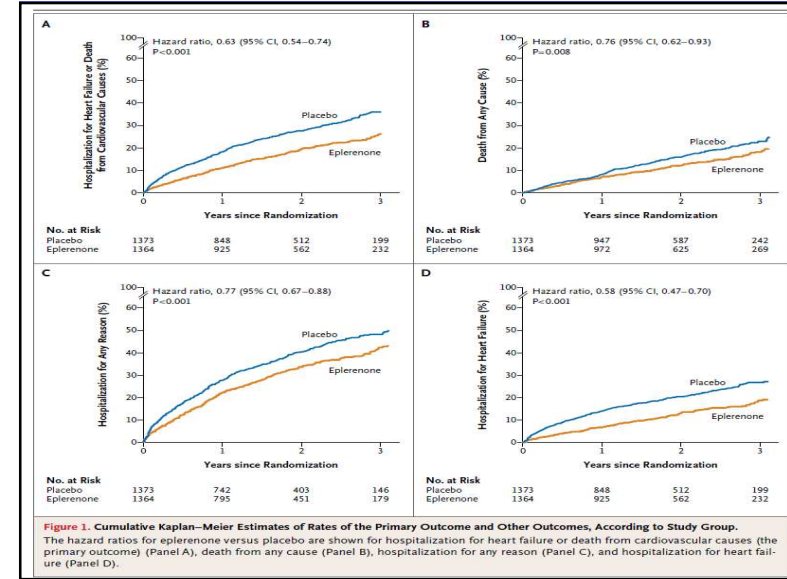 A
Hospitalization for Heart Failure or Death
from Cardiovascular Causes (%)
100
60
50
40
30
20
10
0
Hazard ratio, 0.63 (95% CI, 0.54–0.74)
P<0.001
Placebo
Eplerenone
0 1 2 3
Years since Randomization
No. at Risk
Placebo 1373 848 512 199
Eplerenone 1364 925 562 232
B
Death from Any Cause (%)
100
60
50
40
30
20
10
0
Hazard ratio, 0.76 (95% CI, 0.62–0.93)
P=0.008
Placebo
Eplerenone
0 1 2 3
Years since Randomization
No. at Risk
Placebo 1373 947 587 242
Eplerenone 1364 972 625 269
C
Hospitalization for Any Reason (%)
100
60
50
40
30
20
10
0
Hazard ratio, 0.77 (95% CI, 0.67–0.88)
P<0.001
Placebo
Eplerenone
0 1 2 3
Years since Randomization
No. at Risk
Placebo 1373 742 403 146
Eplerenone 1364 795 451 179
D
Hospitalization for Heart Failure (%)
100
60
50
40
30
20
10
0
Hazard ratio, 0.58 (95% CI, 0.47–0.70)
P<0.001
Placebo
Eplerenone
0 1 2 3
Years since Randomization
No. at Risk
Placebo 1373 848 512 199
Eplerenone 1364 925 562 232
Figure 1. Cumulative Kaplan–Meier Estimates of Rates of the Primary Outcome and Other Outcomes, According to Study Group.
The hazard ratios for eplerenone versus placebo are shown for hospitalization for heart failure or death from cardiovascular causes (the
primary outcome) (Panel A), death from any cause (Panel B), hospitalization for any reason (Panel C), and hospitalization for heart fail-
ure (Panel D).